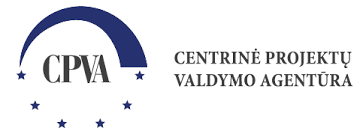 CPVA
CENTRINĖ PROJEKTŲ
VALDYMO AGENTŪRA